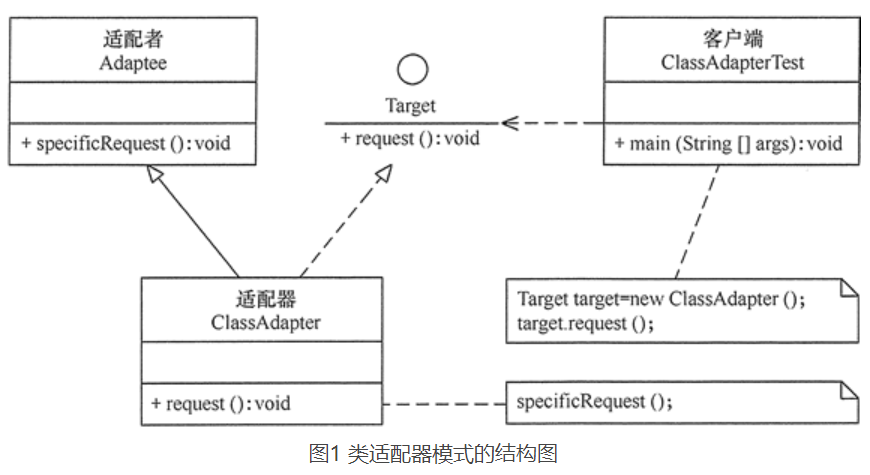 适配者
Adaptee
+ specificRequest ():void
Target
+ request ():void
客户端
ClassAdapterTest
+ main (String [] args):void
适配器
ClassAdapter
+ request ():void
Target target=new ClassAdapter ();
target.request ();
specificRequest ();
图1 类适配器模式的结构图